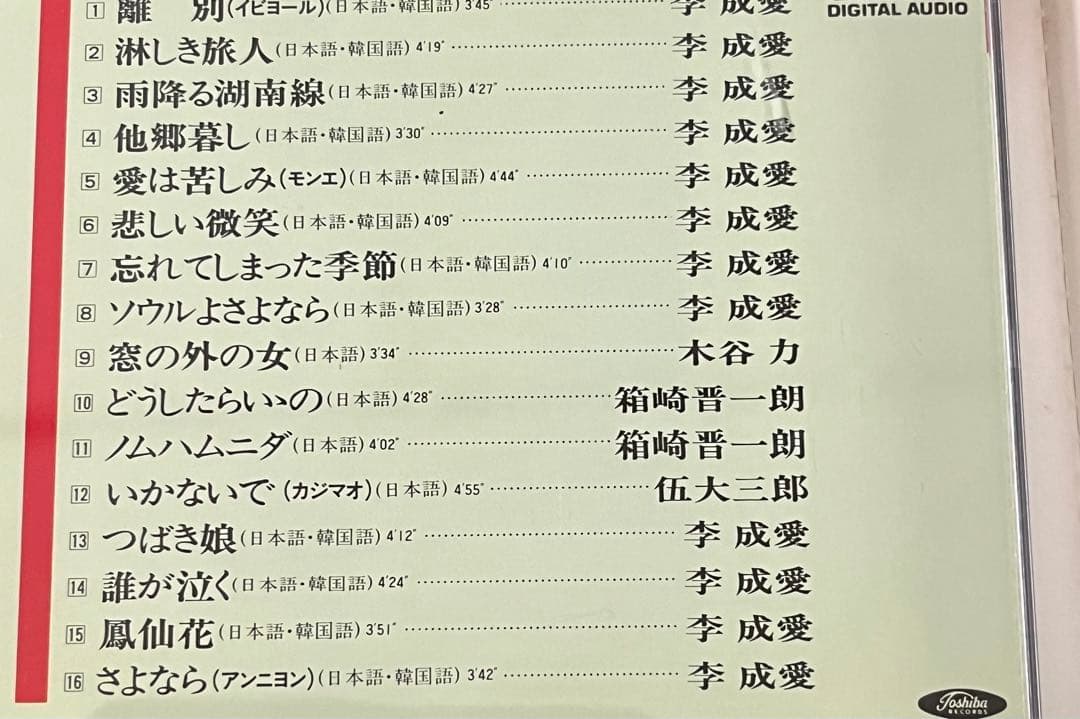 1 離 別(イビヨール)(日本語・韓国語)3'45" 李 成愛
DIGITAL AUDIO
2 淋しき旅人(日本語・韓国語)4'19" 李 成愛
3 雨降る湖南線(日本語・韓国語)4'27" 李 成愛
4 他郷暮し(日本語・韓国語)3'30" 李 成愛
5 愛は苦しみ(モンエ)(日本語・韓国語)4'44" 李 成愛
6 悲しい微笑(日本語・韓国語)4'09" 李 成愛
7 忘れてしまった季節(日本語・韓国語)4'10" 李 成愛
8 ソウルよさよなら(日本語・韓国語)3'28" 李 成愛
9 窓の外の女(日本語)3'34" 木谷 力
10 どうしたらいゝの(日本語)4'28" 箱崎晋一朗
11 ノムハムニダ(日本語)4'02" 箱崎晋一朗
12 いかないで(カジマオ)(日本語)4'55" 伍大三郎
13 つばき娘(日本語・韓国語)4'12" 李 成愛
14 誰が泣く(日本語・韓国語)4'24" 李 成愛
15 鳳仙花(日本語・韓国語)3'51" 李 成愛
16 さよなら(アンニヨン)(日本語・韓国語)3'42" 李 成愛
Toshiba
RECORDS